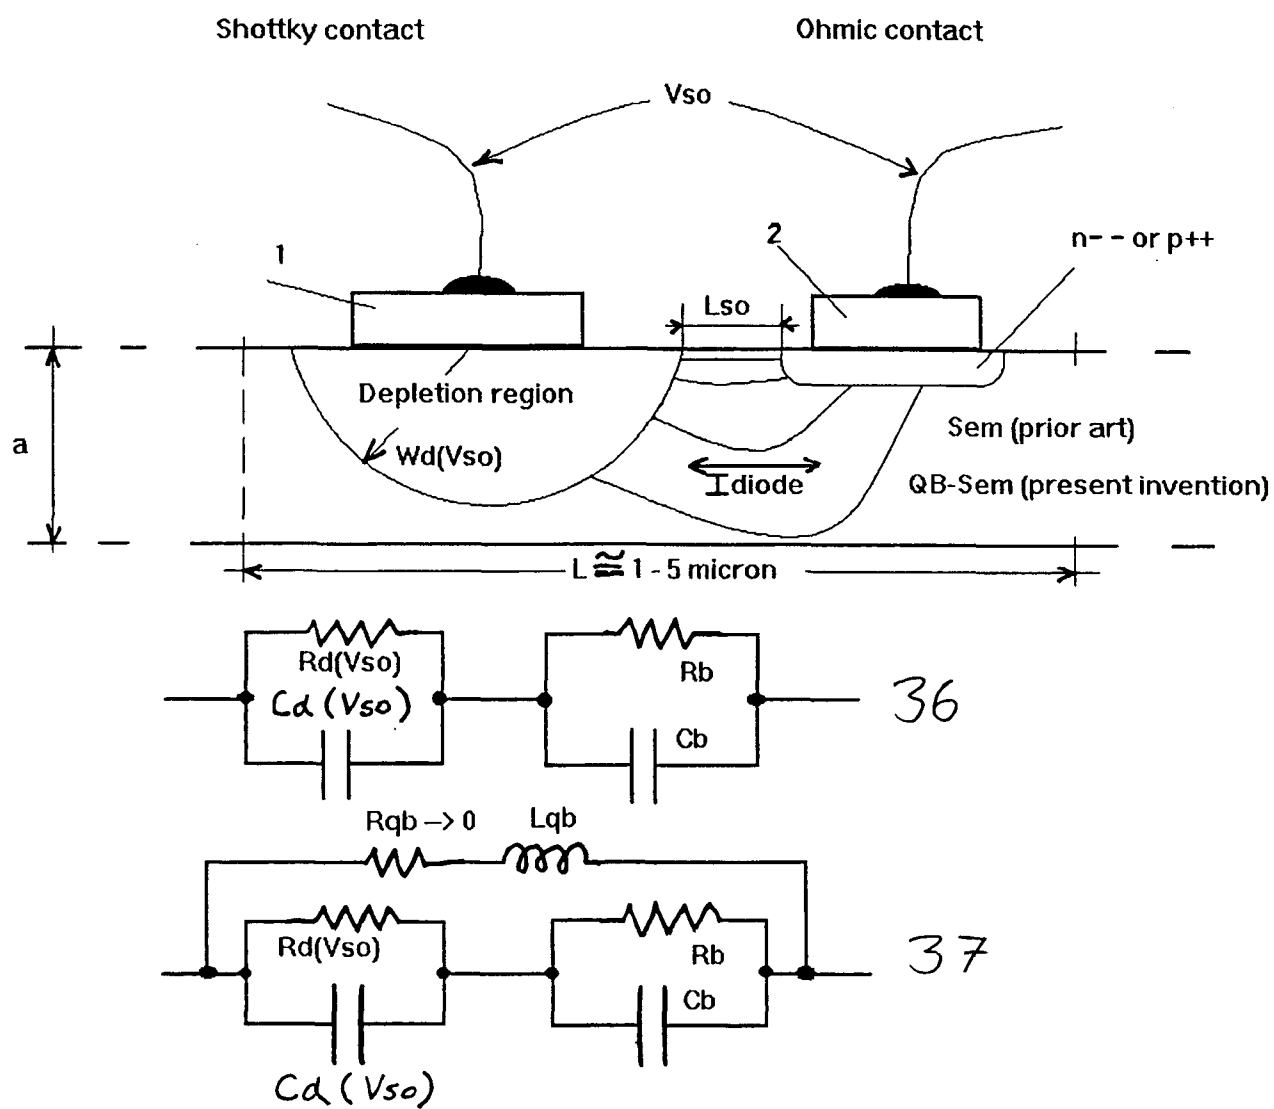 Shottky contact
Ohmic contact
Vso
1
2
n- - or p++
Lso
Depletion region
a
Wd(Vso)
Sem (prior art)
I diode
QB-Sem (present invention)
L ≅ 1 - 5 micron
Rd(Vso)
Cd (Vso)
Rb
Cb
36
Rqb –> 0
Lqb
Rd(Vso)
Rb
Cb
37
Cd (Vso)